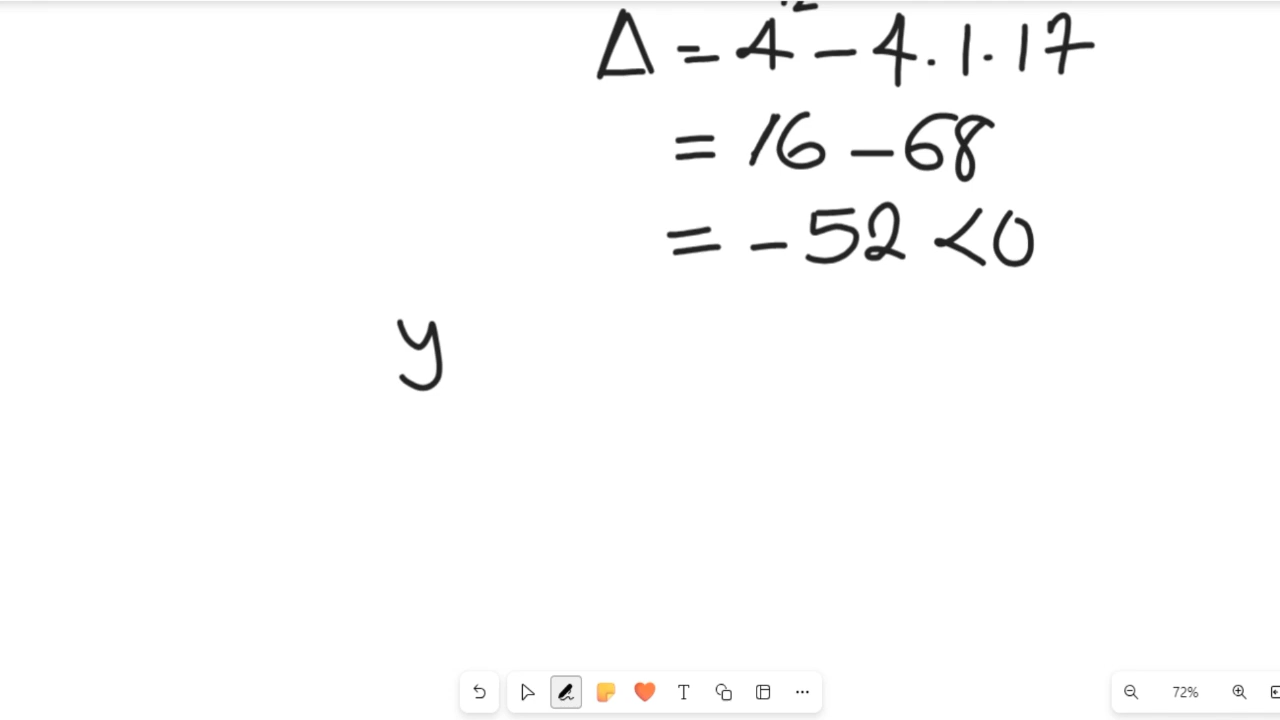 Δ = 4² - 4.1.17
= 16 - 68
= - 52 < 0
y
T
72%